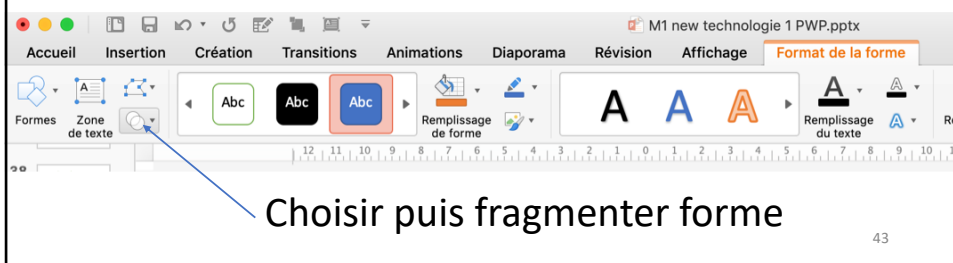 M1 new technologie 1 PWP.pptx
Accueil Insertion Création Transitions Animations Diaporama Révision Affichage Format de la forme
A
Abc Abc Abc A A A A A
A
Formes Zone de texte Remplissage de forme Remplissage du texte
12 11 10 9 8 7 6 5 4 3 2 1 0 1 2 3 4 5 6 7 8 9 10
Choisir puis fragmenter forme
43